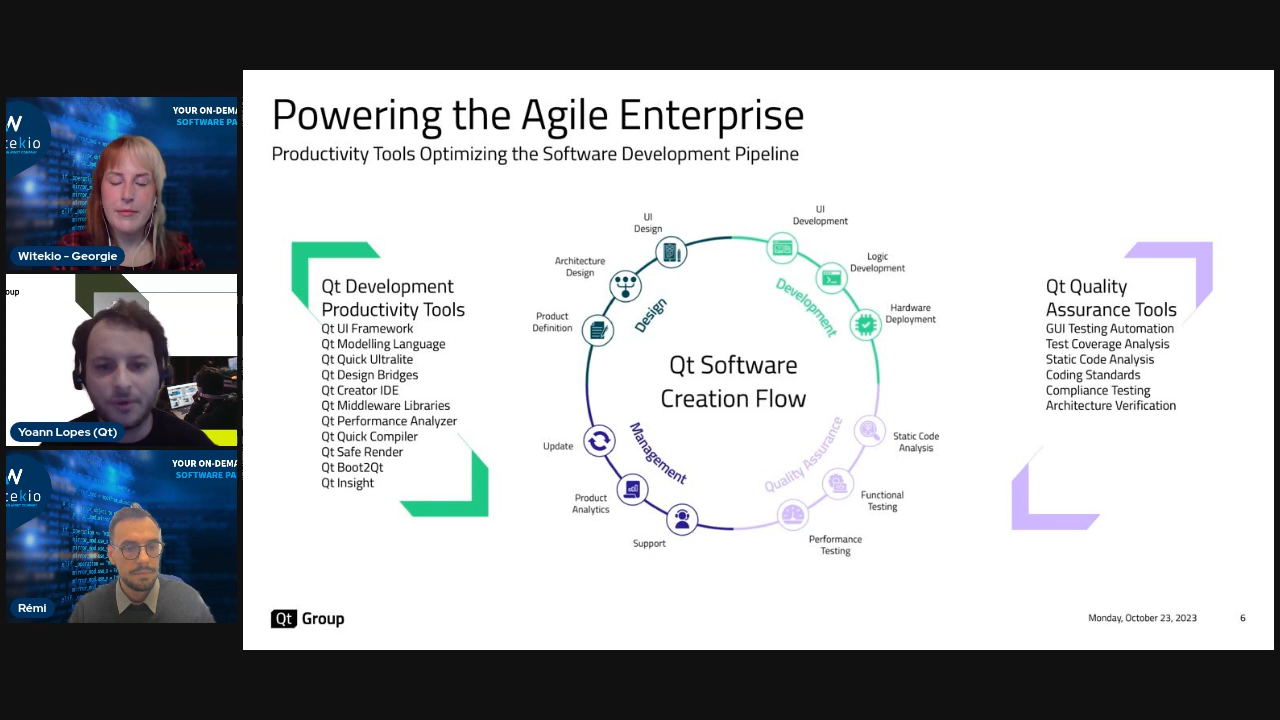 YOUR ON-DEMA
SOFTWARE PA
W
tekio
Witekio - Georgie
oup
Yoann Lopes (Qt)
YOUR ON-DEMA
SOFTWARE PA
W
tekio
Rémi
Powering the Agile Enterprise
Productivity Tools Optimizing the Software Development Pipeline
Qt Development
Productivity Tools
Qt UI Framework
Qt Modelling Language
Qt Quick Ultralite
Qt Design Bridges
Qt Creator IDE
Qt Middleware Libraries
Qt Performance Analyzer
Qt Quick Compiler
Qt Safe Render
Qt Boot2Qt
Qt Insight
UI
Design
Architecture
Design
Product
Definition
Design
UI
Development
Logic
Development
Hardware
Deployment
Development
Qt Software
Creation Flow
Update
Product
Analytics
Support
Management
Quality Assurance
Static Code
Analysis
Functional
Testing
Performance
Testing
Qt Quality
Assurance Tools
GUI Testing Automation
Test Coverage Analysis
Static Code Analysis
Coding Standards
Compliance Testing
Architecture Verification
Qt Group
Monday, October 23, 2023
6